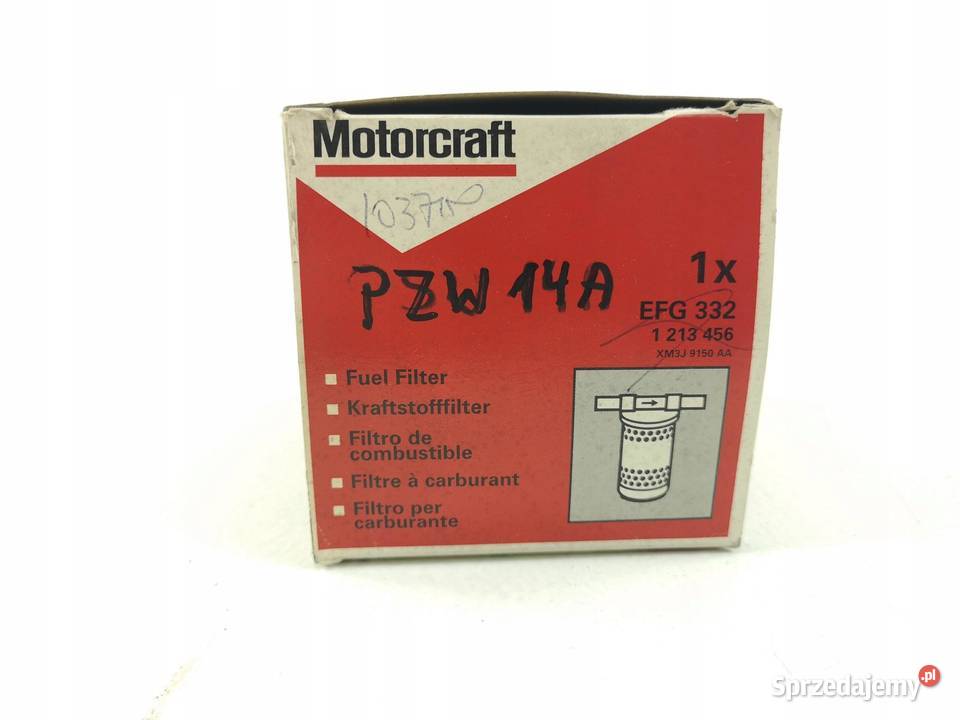 Motorcraft
PZW 14A
1x
EFG 332
1 213 456
XM3J 9150 AA
Fuel Filter
Kraftstofffilter
Filtro de
combustible
Filtre à carburant
Filtro per
carburante
Sprzedajemy.pl